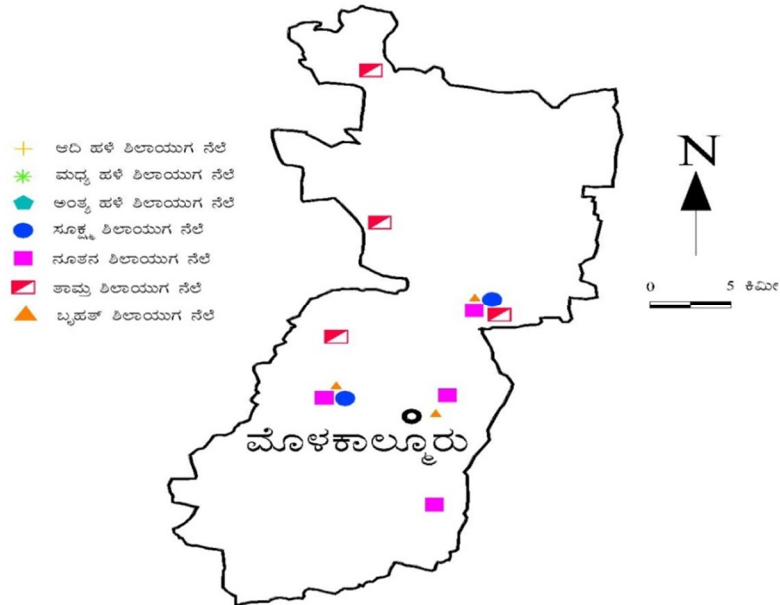 ಆದಿ ಹಳೆ ಶಿಲಾಯುಗ ನೆಲೆ
ಮಧ್ಯ ಹಳೆ ಶಿಲಾಯುಗ ನೆಲೆ
ಅಂತ್ಯ ಹಳೆ ಶಿಲಾಯುಗ ನೆಲೆ
ಸೂಕ್ಷ್ಮ ಶಿಲಾಯುಗ ನೆಲೆ
ನೂತನ ಶಿಲಾಯುಗ ನೆಲೆ
ತಾಮ್ರ ಶಿಲಾಯುಗ ನೆಲೆ
ಬೃಹತ್ ಶಿಲಾಯುಗ ನೆಲೆ
N
0 5 ಕಿಮೀ
ಮೊಳಕಾಲ್ಮೂರು